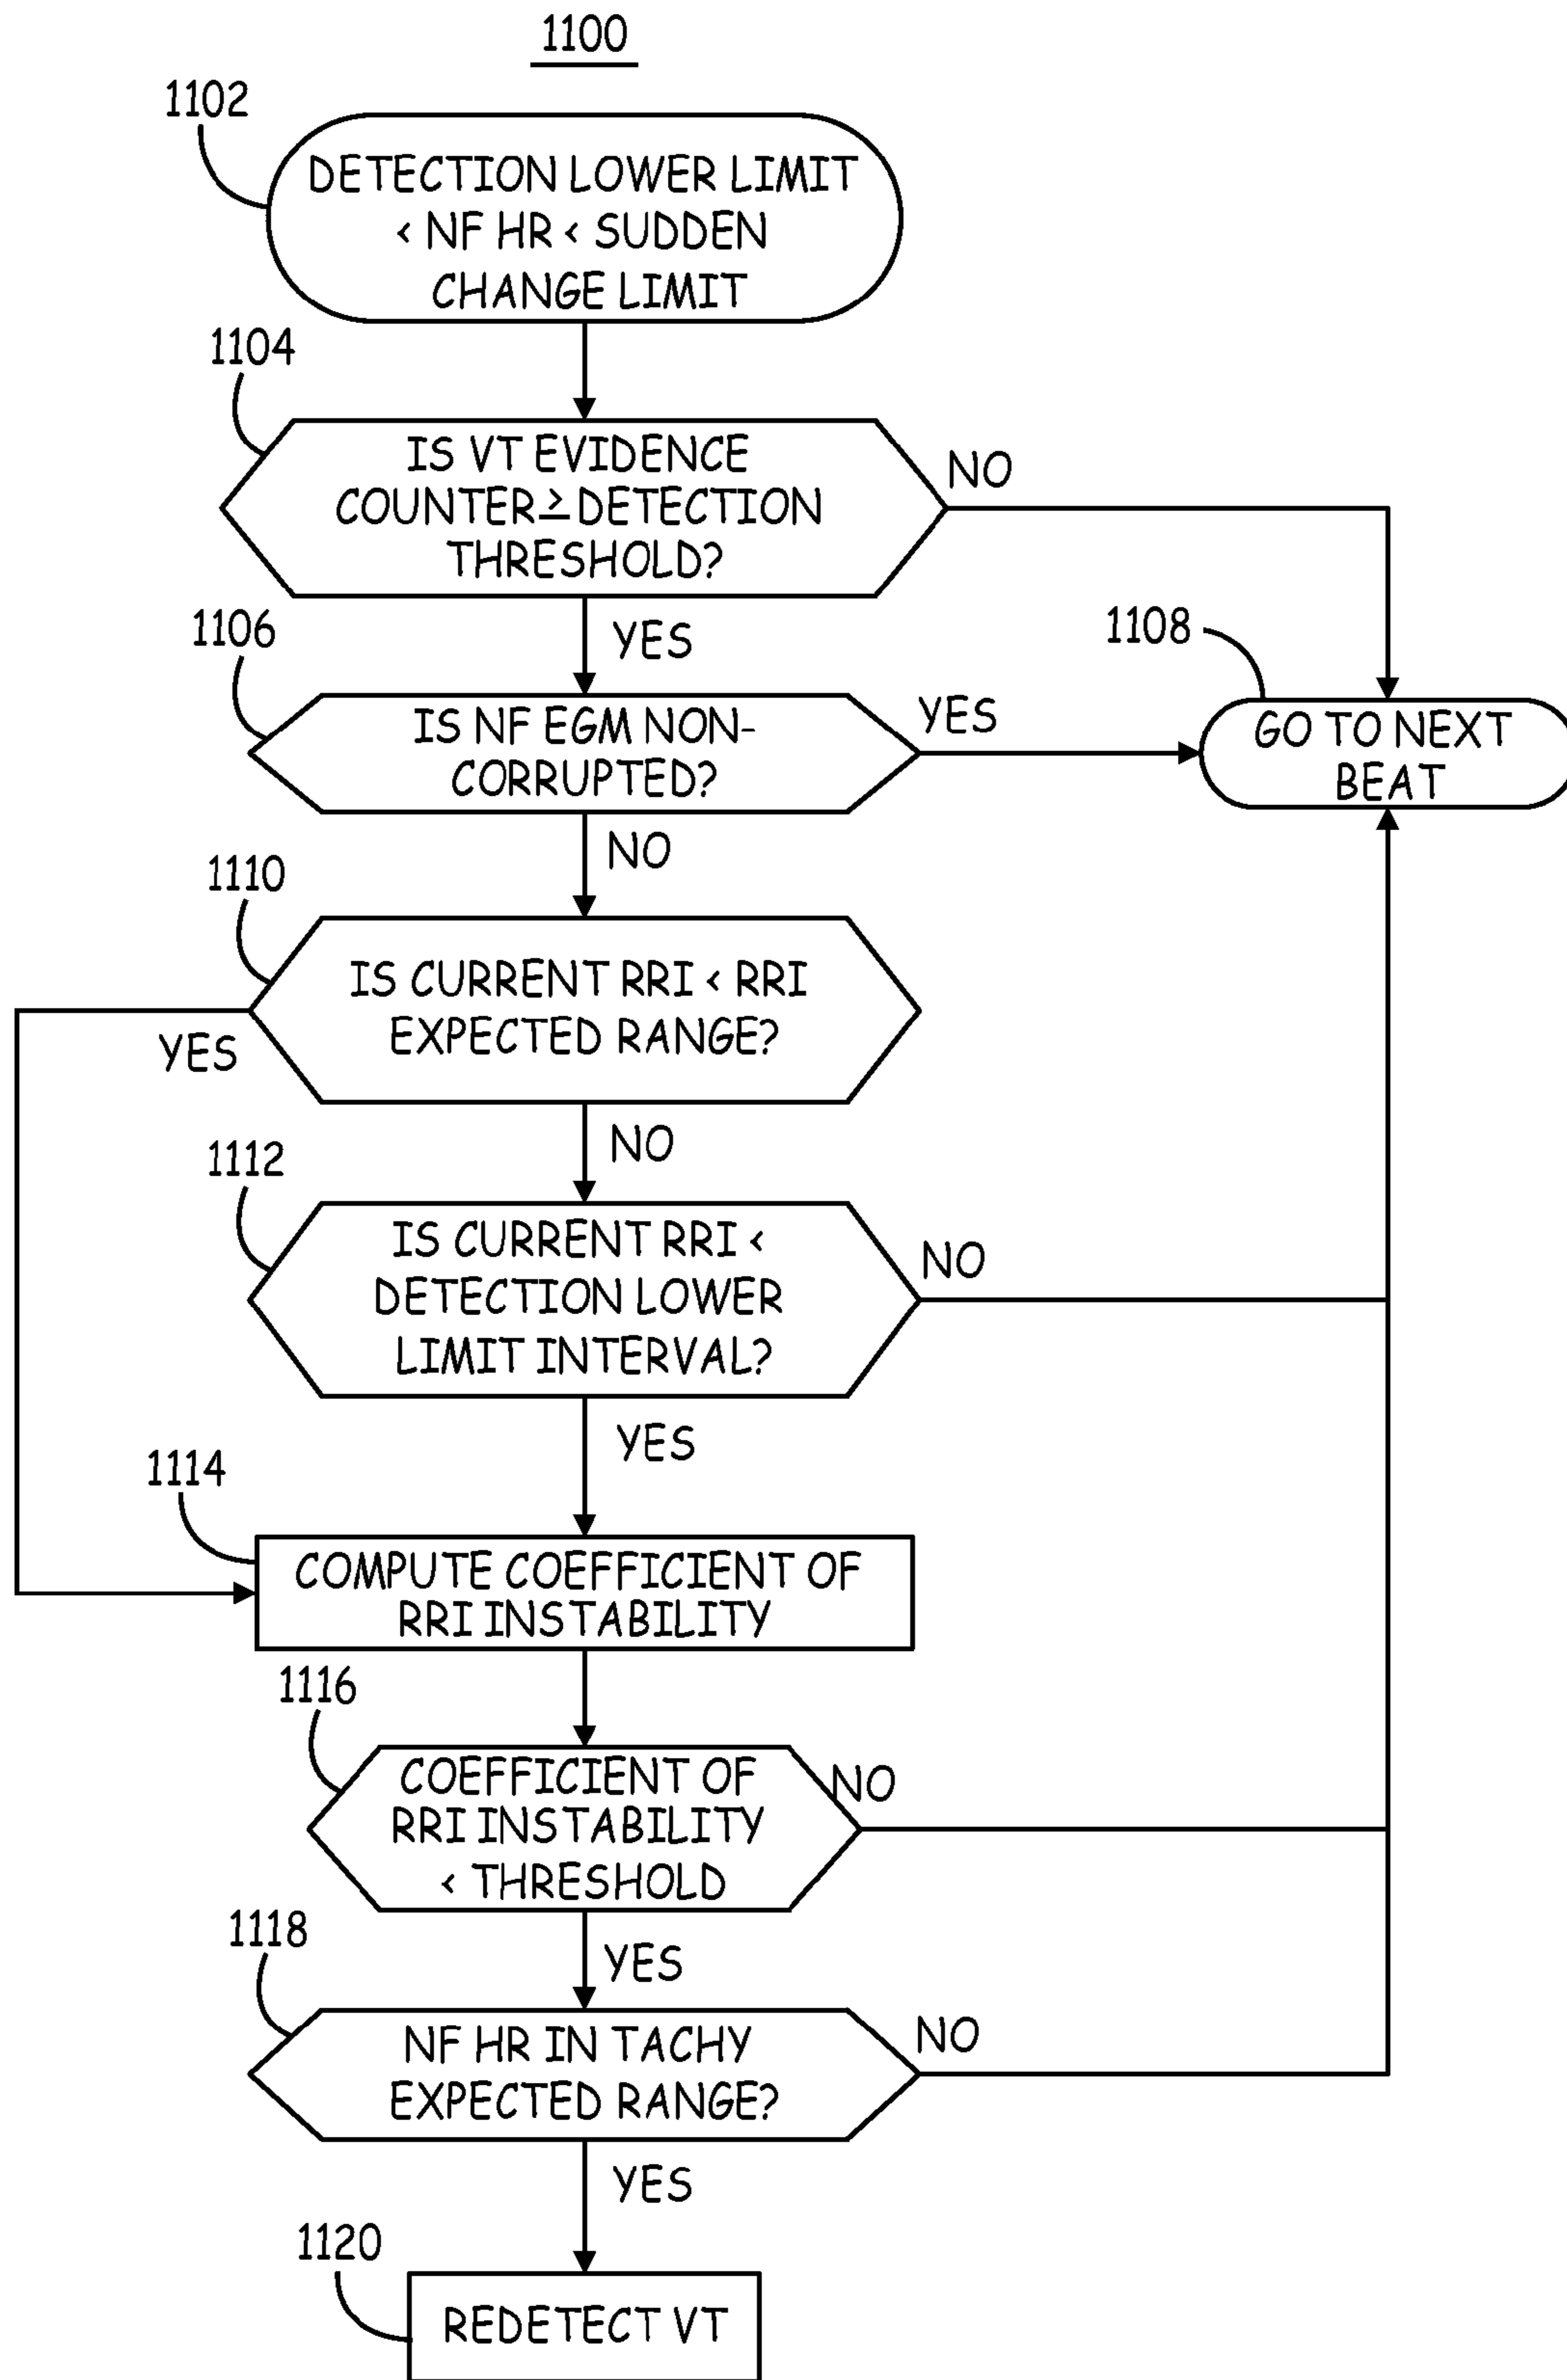 1100
1102
DETECTION LOWER LIMIT
< NF HR < SUDDEN
CHANGE LIMIT
1104
IS VT EVIDENCE
COUNTER ≥ DETECTION
THRESHOLD?
NO
YES
1106
IS NF EGM NON-
CORRUPTED?
YES
1108
GO TO NEXT
BEAT
NO
1110
IS CURRENT RRI < RRI
EXPECTED RANGE?
YES
NO
1112
IS CURRENT RRI <
DETECTION LOWER
LIMIT INTERVAL?
NO
YES
1114
COMPUTE COEFFICIENT OF
RRI INSTABILITY
1116
COEFFICIENT OF
RRI INSTABILITY
< THRESHOLD
NO
YES
1118
NF HR IN TACHY
EXPECTED RANGE?
NO
YES
1120
REDETECT VT